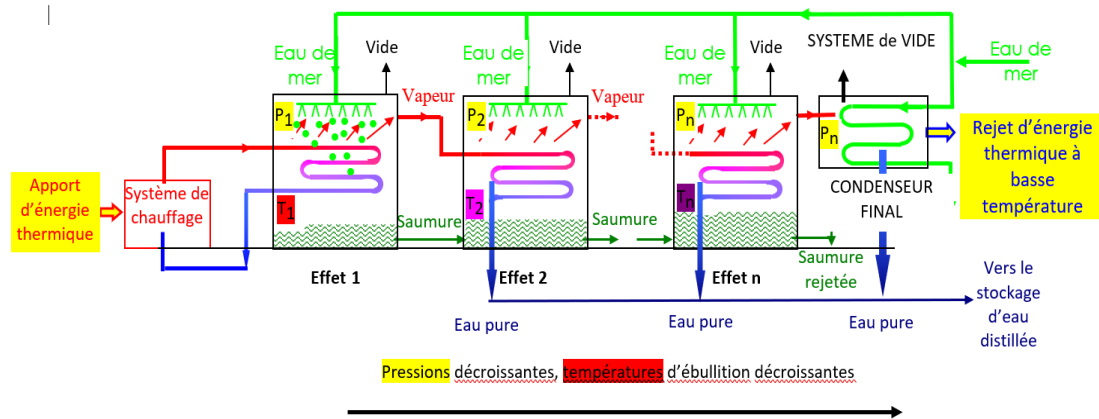 SYSTEME de VIDE
Eau de
mer
Vide
Eau de
mer
Vide
Eau de
mer
Vide
Eau de
mer
Vapeur
Vapeur
P1
P2
Pn
Pn
Apport
d'énergie
thermique
Système de
chauffage
T1
T2
Tn
CONDENSEUR
FINAL
Rejet d'énergie
thermique à
basse
température
Saumure
Saumure
Saumure
rejetée
Effet 1
Effet 2
Effet n
Eau pure
Eau pure
Eau pure
Vers le
stockage
d'eau
distillée
Pressions décroissantes, températures d'ébullition décroissantes